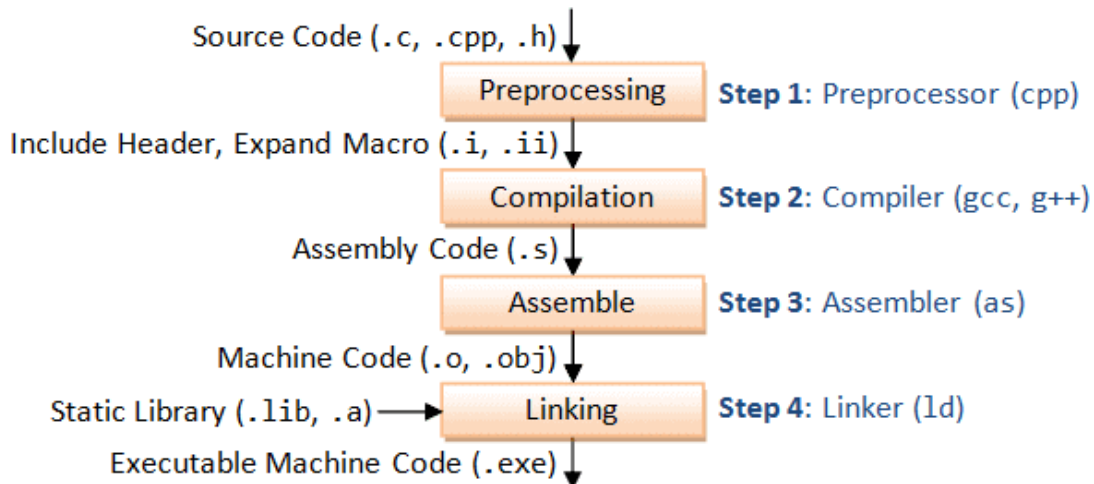 Source Code (.c, .cpp, .h)
Preprocessing
Step 1: Preprocessor (cpp)
Include Header, Expand Macro (.i, .ii)
Compilation
Step 2: Compiler (gcc, g++)
Assembly Code (.s)
Assemble
Step 3: Assembler (as)
Machine Code (.o, .obj)
Static Library (.lib, .a)
Linking
Step 4: Linker (ld)
Executable Machine Code (.exe)